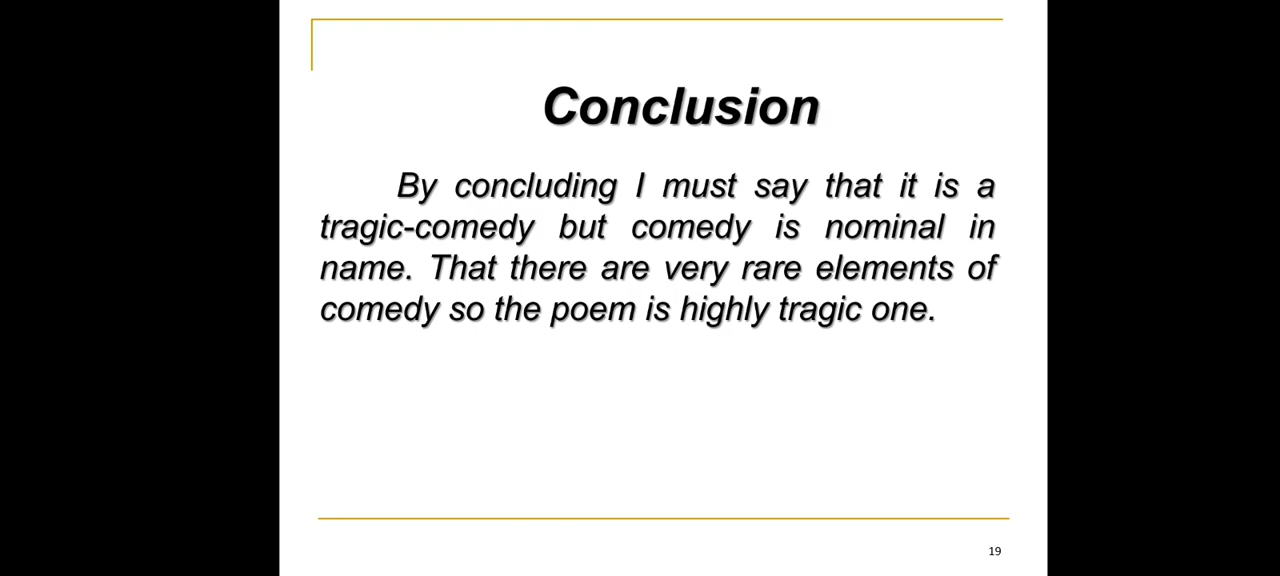 Conclusion
By concluding I must say that it is a
tragic-comedy but comedy is nominal in
name. That there are very rare elements of
comedy so the poem is highly tragic one.
19